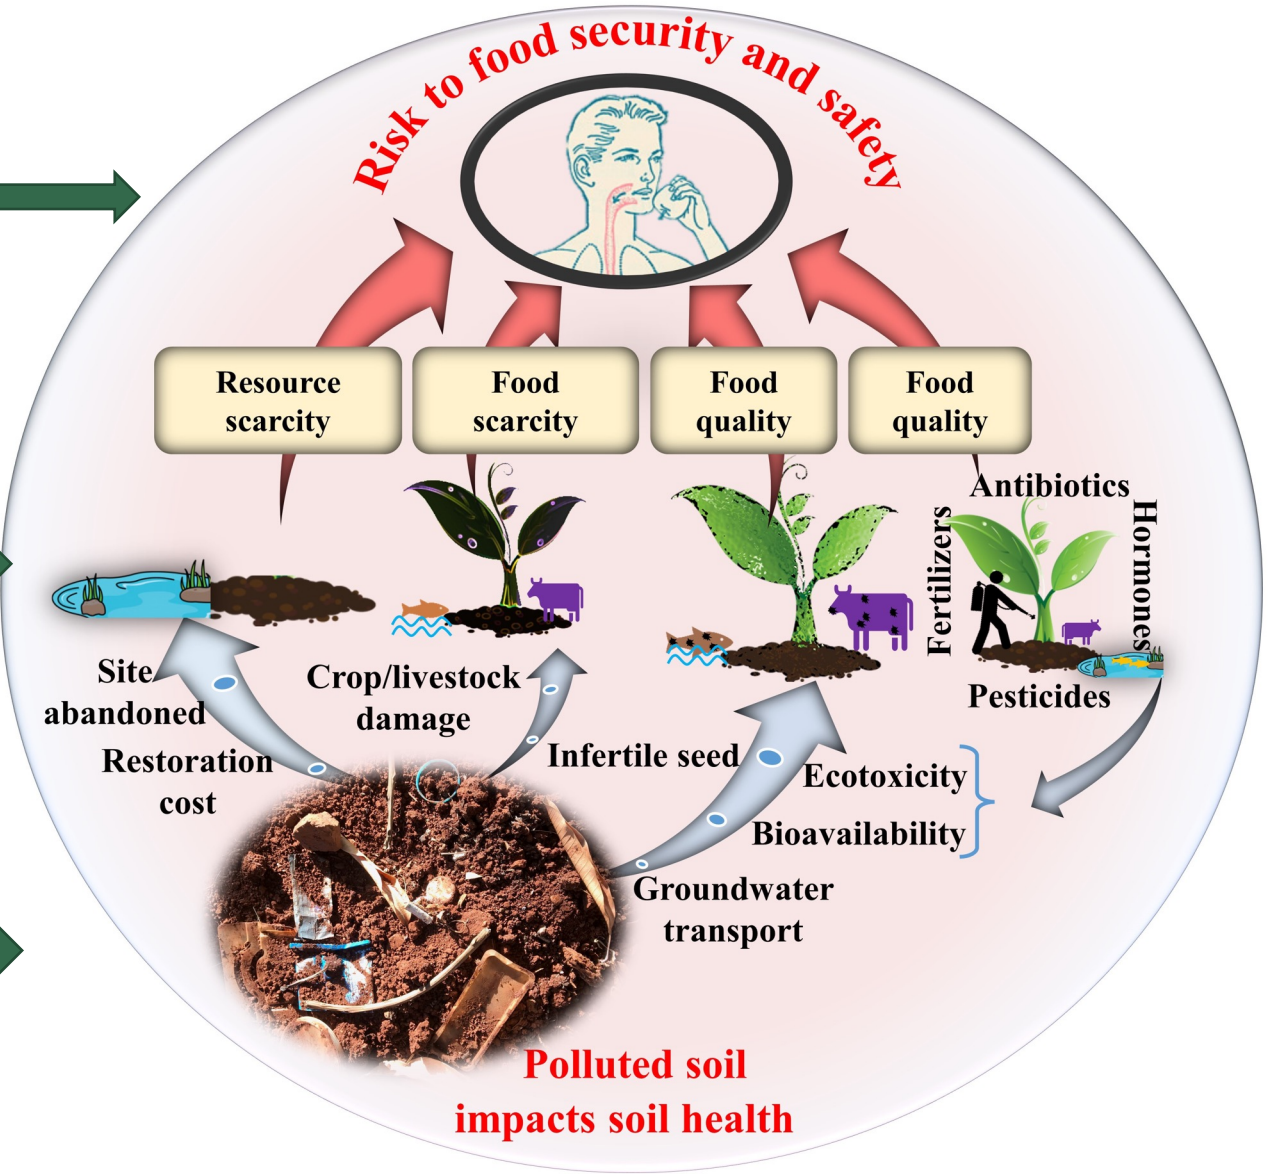 Risk to food security and safety
Resource
scarcity
Food
scarcity
Food
quality
Food
quality
Antibiotics
Fertilizers
Hormones
Pesticides
Site
abandoned
Restoration
cost
Crop/livestock
damage
Infertile seed
Ecotoxicity
Bioavailability
Groundwater
transport
Polluted soil
impacts soil health